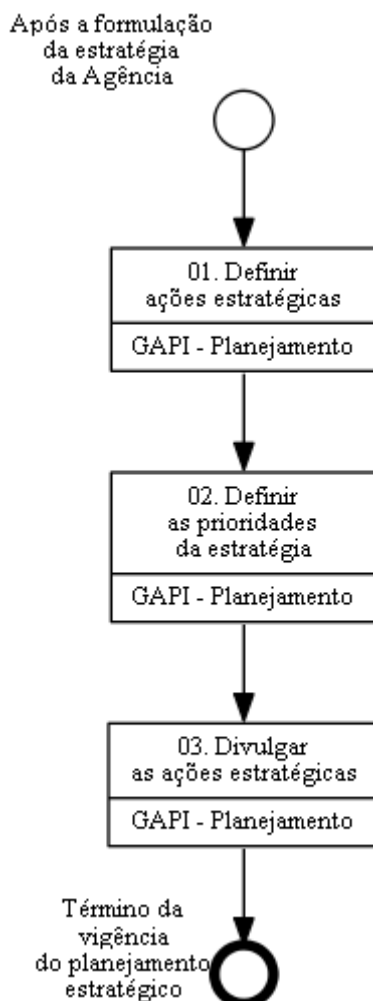 Após a formulação
da estratégia
da Agência
01. Definir
ações estratégicas
GAPI - Planejamento
02. Definir
as prioridades
da estratégia
GAPI - Planejamento
03. Divulgar
as ações estratégicas
GAPI - Planejamento
Término da
vigência
do planejamento
estratégico